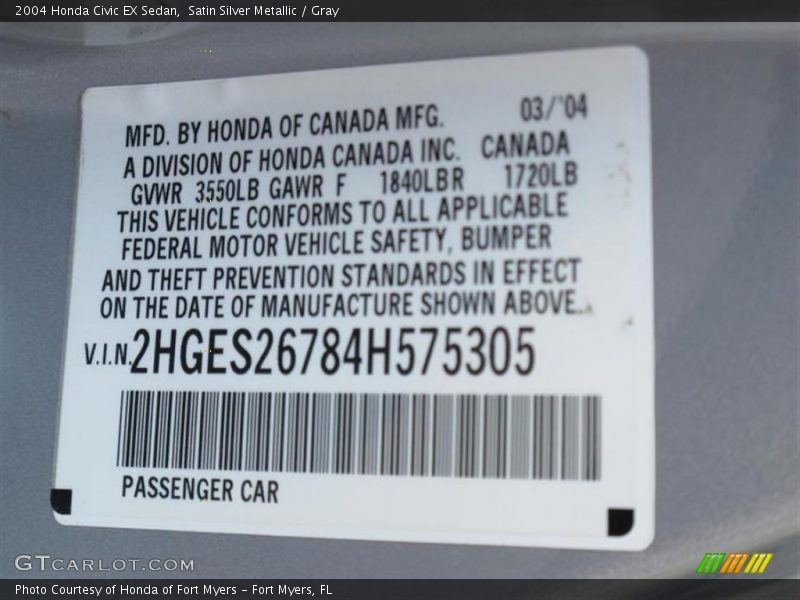 2004 Honda Civic EX Sedan, Satin Silver Metallic / Gray
MFD. BY HONDA OF CANADA MFG. 03/'04
A DIVISION OF HONDA CANADA INC. CANADA
GVWR 3550LB GAWR F 1840LBR 1720LB
THIS VEHICLE CONFORMS TO ALL APPLICABLE
FEDERAL MOTOR VEHICLE SAFETY, BUMPER
AND THEFT PREVENTION STANDARDS IN EFFECT
ON THE DATE OF MANUFACTURE SHOWN ABOVE.
V.I.N. 2HGES26784H575305
PASSENGER CAR
GTCARLOT.COM
Photo Courtesy of Honda of Fort Myers - Fort Myers, FL